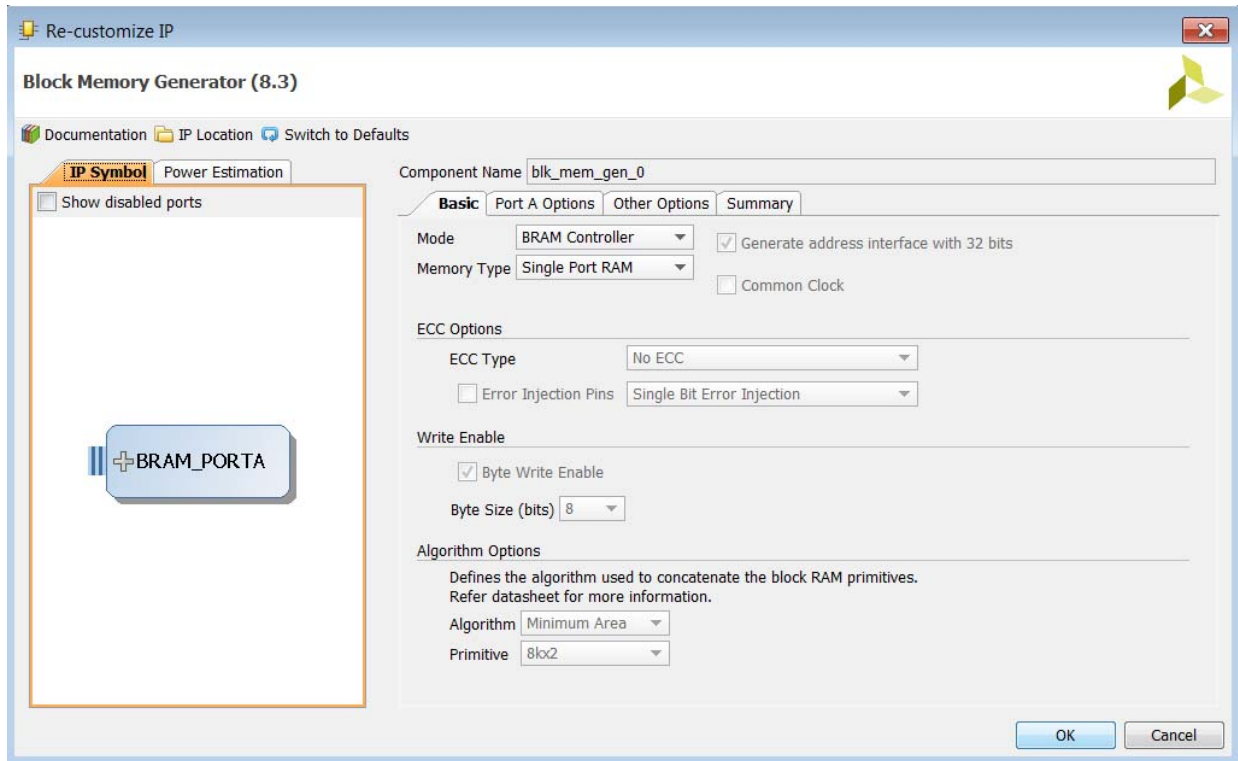 Re-customize IP
Block Memory Generator (8.3)
Documentation IP Location Switch to Defaults
IP Symbol Power Estimation
Show disabled ports
BRAM_PORTA
Component Name blk_mem_gen_0
Basic Port A Options Other Options Summary
Mode BRAM Controller Generate address interface with 32 bits
Memory Type Single Port RAM
Common Clock
ECC Options
ECC Type No ECC
Error Injection Pins Single Bit Error Injection
Write Enable
Byte Write Enable
Byte Size (bits) 8
Algorithm Options
Defines the algorithm used to concatenate the block RAM primitives.
Refer datasheet for more information.
Algorithm Minimum Area
Primitive 8kx2
OK Cancel